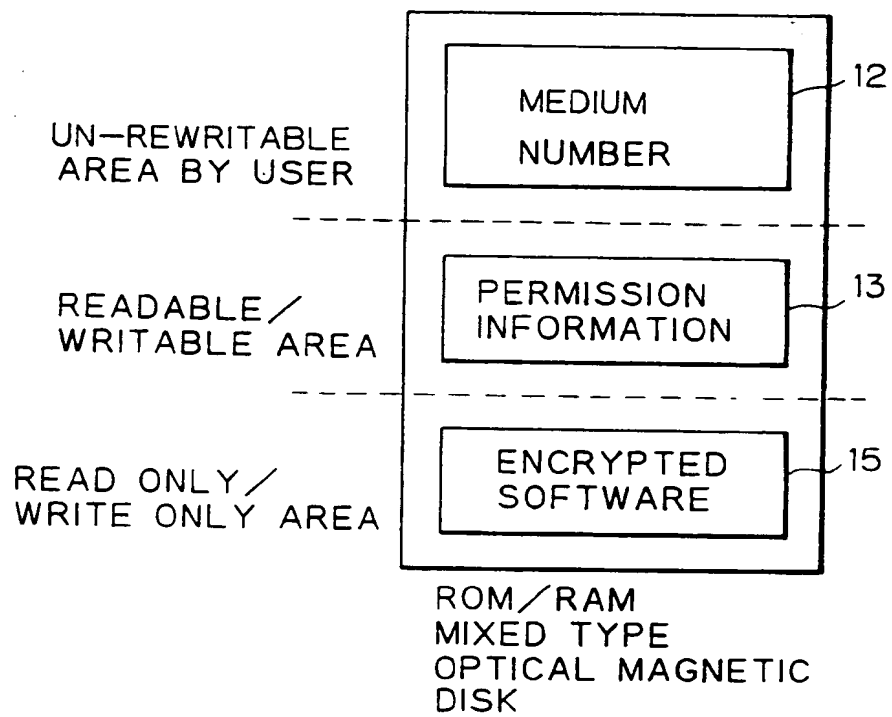 MEDIUM
NUMBER
12
UN-REWRITABLE
AREA BY USER
PERMISSION
INFORMATION
13
READABLE/
WRITABLE AREA
ENCRYPTED
SOFTWARE
15
READ ONLY/
WRITE ONLY AREA
ROM/RAM
MIXED TYPE
OPTICAL MAGNETIC
DISK